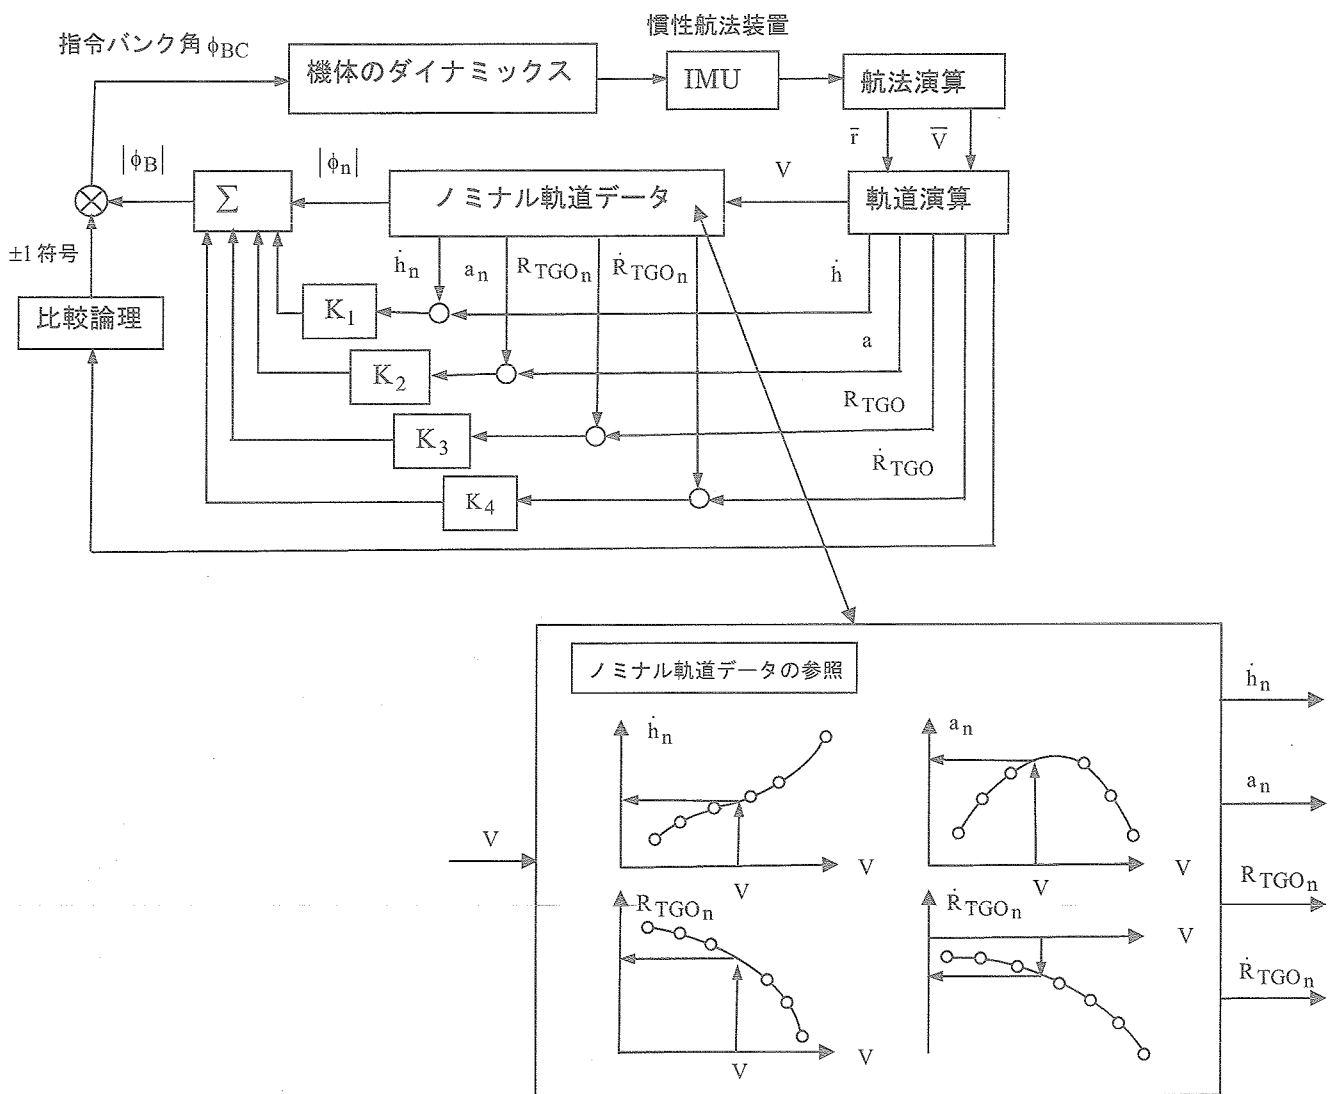 慣性航法装置
指令バンク角 ϕBC
機体のダイナミックス
IMU
航法演算
r̅
V̅
|ϕB|
Σ
|ϕn|
ノミナル軌道データ
V
軌道演算
±1 符号
ḣn
an
RTGOn
ṘTGOn
ḣ
比較論理
K1
a
K2
RTGO
K3
ṘTGO
K4
ノミナル軌道データの参照
ḣn
ḣn
an
an
V
V
V
V
V
RTGOn
RTGOn
ṘTGOn
V
ṘTGOn
V
V